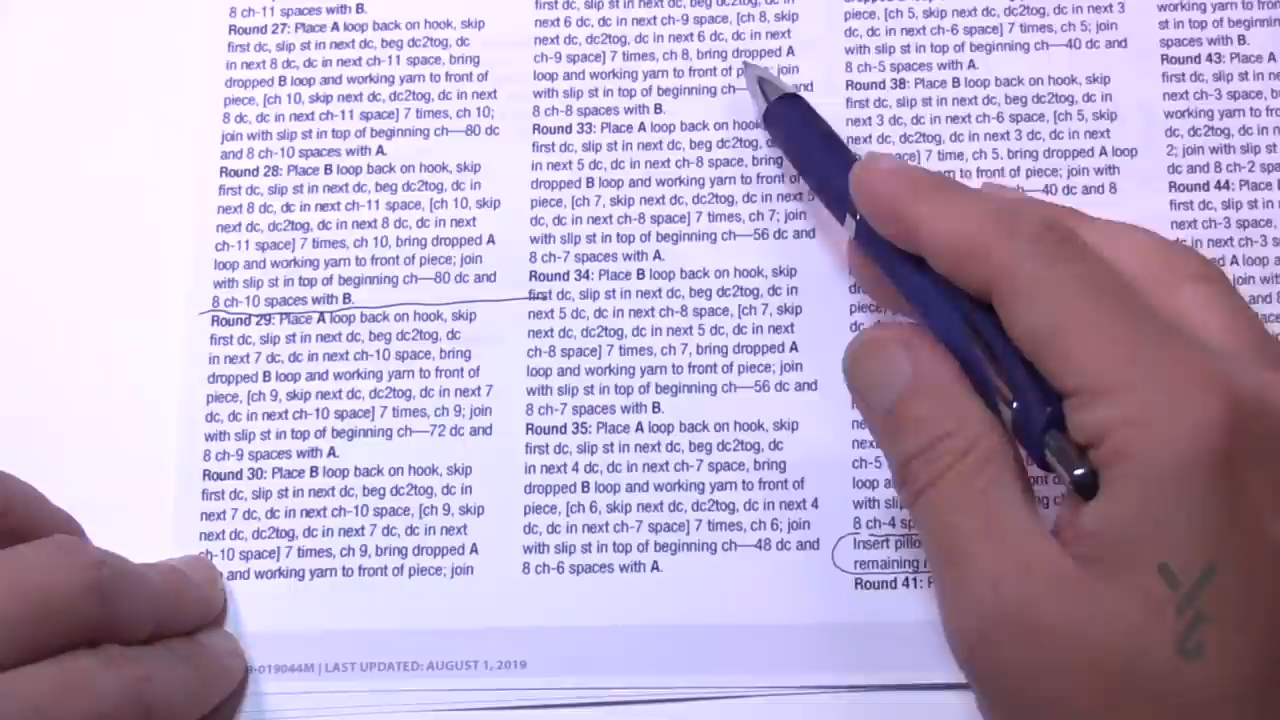 8 ch-11 spaces with B.
Round 27: Place A loop back on hook, skip
first dc, slip st in next dc, beg dc2tog, dc
in next 8 dc, dc in next ch-11 space, bring
dropped B loop and working yarn to front of
piece, [ch 10, skip next dc, dc2tog, dc in next
8 dc, dc in next ch-11 space] 7 times, ch 10;
join with slip st in top of beginning ch—80 dc
and 8 ch-10 spaces with A.
Round 28: Place B loop back on hook, skip
first dc, slip st in next dc, beg dc2tog, dc in
next 8 dc, dc in next ch-11 space, [ch 10, skip
next dc, dc2tog, dc in next 8 dc, dc in next
ch-11 space] 7 times, ch 10, bring dropped A
loop and working yarn to front of piece; join
with slip st in top of beginning ch—80 dc and
8 ch-10 spaces with B.
Round 29: Place A loop back on hook, skip
first dc, slip st in next dc, beg dc2tog, dc
in next 7 dc, dc in next ch-10 space, bring
dropped B loop and working yarn to front of
piece, [ch 9, skip next dc, dc2tog, dc in next 7
dc, dc in next ch-10 space] 7 times, ch 9; join
with slip st in top of beginning ch—72 dc and
8 ch-9 spaces with A.
Round 30: Place B loop back on hook, skip
first dc, slip st in next dc, beg dc2tog, dc in
next 7 dc, dc in next ch-10 space, [ch 9, skip
next dc, dc2tog, dc in next 7 dc, dc in next
ch-10 space] 7 times, ch 9, bring dropped A
and working yarn to front of piece; join
first dc, slip st in next dc, beg dc2tog, dc in
next 6 dc, dc in next ch-9 space, [ch 8, skip
next dc, dc2tog, dc in next 6 dc, dc in next
ch-9 space] 7 times, ch 8, bring dropped A
loop and working yarn to front of join
with slip st in top of beginning ch— and
8 ch-8 spaces with B.
Round 33: Place A loop back on hook
first dc, slip st in next dc, beg dc2tog,
in next 5 dc, dc in next ch-8 space, bring
dropped B loop and working yarn to front of
piece, [ch 7, skip next dc, dc2tog, dc in next 5
dc, dc in next ch-8 space] 7 times, ch 7; join
with slip st in top of beginning ch—56 dc and
8 ch-7 spaces with A.
Round 34: Place B loop back on hook, skip
first dc, slip st in next dc, beg dc2tog, dc in
next 5 dc, dc in next ch-8 space, [ch 7, skip
next dc, dc2tog, dc in next 5 dc, dc in next
ch-8 space] 7 times, ch 7, bring dropped A
loop and working yarn to front of piece; join
with slip st in top of beginning ch—56 dc and
8 ch-7 spaces with B.
Round 35: Place A loop back on hook, skip
first dc, slip st in next dc, beg dc2tog, dc
in next 4 dc, dc in next ch-7 space, bring
dropped B loop and working yarn to front of
piece, [ch 6, skip next dc, dc2tog, dc in next 4
dc, dc in next ch-7 space] 7 times, ch 6; join
with slip st in top of beginning ch—48 dc and
8 ch-6 spaces with A.
piece, [ch 5, skip next dc, dc2tog, dc in next 3
dc, dc in next ch-6 space] 7 times, ch 5; join
with slip st in top of beginning ch—40 dc and
8 ch-5 spaces with A.
Round 38: Place B loop back on hook, skip
first dc, slip st in next dc, beg dc2tog, dc in
next 3 dc, dc in next ch-6 space, [ch 5, skip
next dc, dc2tog, dc in next 3 dc, dc in next
7 time, ch 5. bring dropped A loop
to front of piece; join with
—40 dc and 8
piece,
dc,
ch-5
loop
with
8 ch-4
Insert
remaining
Round 41:
working yarn to
st in top of
spaces with B.
Round 43: Place A
first dc, slip st in
next ch-3 space,
working yarn to
dc, dc2tog, dc in
2; join with slip st
dc and 8 ch-2
Round 44: Place
first dc, slip st in
next ch-3 space,
in next ch-3
A loop
join
and 8
-019044M | LAST UPDATED: AUGUST 1, 2019